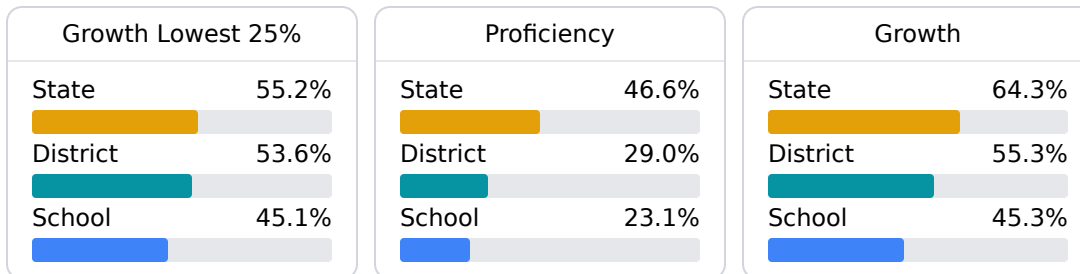 Growth Lowest 25%
State 55.2%
District 53.6%
School 45.1%
Proficiency
State 46.6%
District 29.0%
School 23.1%
Growth
State 64.3%
District 55.3%
School 45.3%